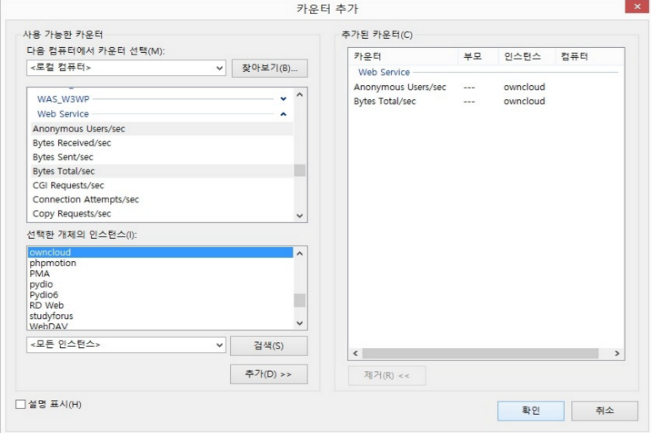 카운터 추가
사용 가능한 카운터
다음 컴퓨터에서 카운터 선택(M):
<로컬 컴퓨터>
찾아보기(B)...
WAS_W3WP
Web Service
Anonymous Users/sec
Bytes Received/sec
Bytes Sent/sec
Bytes Total/sec
CGI Requests/sec
Connection Attempts/sec
Copy Requests/sec
선택한 개체의 인스턴스(I):
owncloud
phpmotion
PMA
pydio
Pydio6
RD Web
studyforus
WebDAV
<모든 인스턴스>
검색(S)
추가(D) >>
설명 표시(H)
추가된 카운터(C)
카운터 부모 인스턴스 컴퓨터
Web Service
Anonymous Users/sec --- owncloud
Bytes Total/sec --- owncloud
제거(R) <<
확인
취소